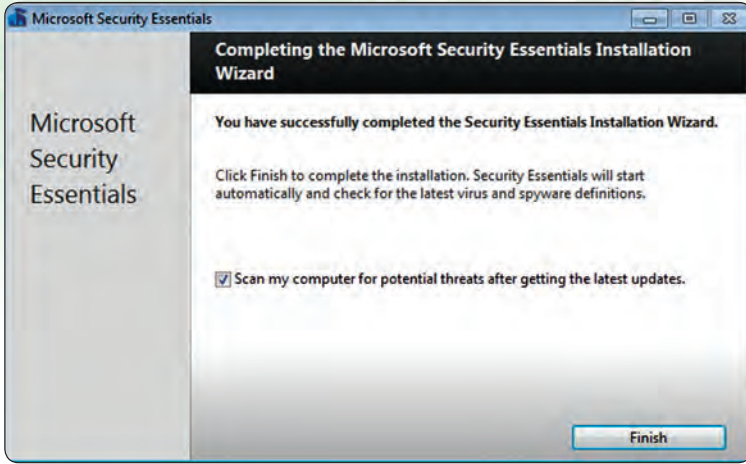 Microsoft Security Essentials
Completing the Microsoft Security Essentials Installation
Wizard
Microsoft
Security
Essentials
You have successfully completed the Security Essentials Installation Wizard.
Click Finish to complete the installation. Security Essentials will start
automatically and check for the latest virus and spyware definitions.
Scan my computer for potential threats after getting the latest updates.
Finish